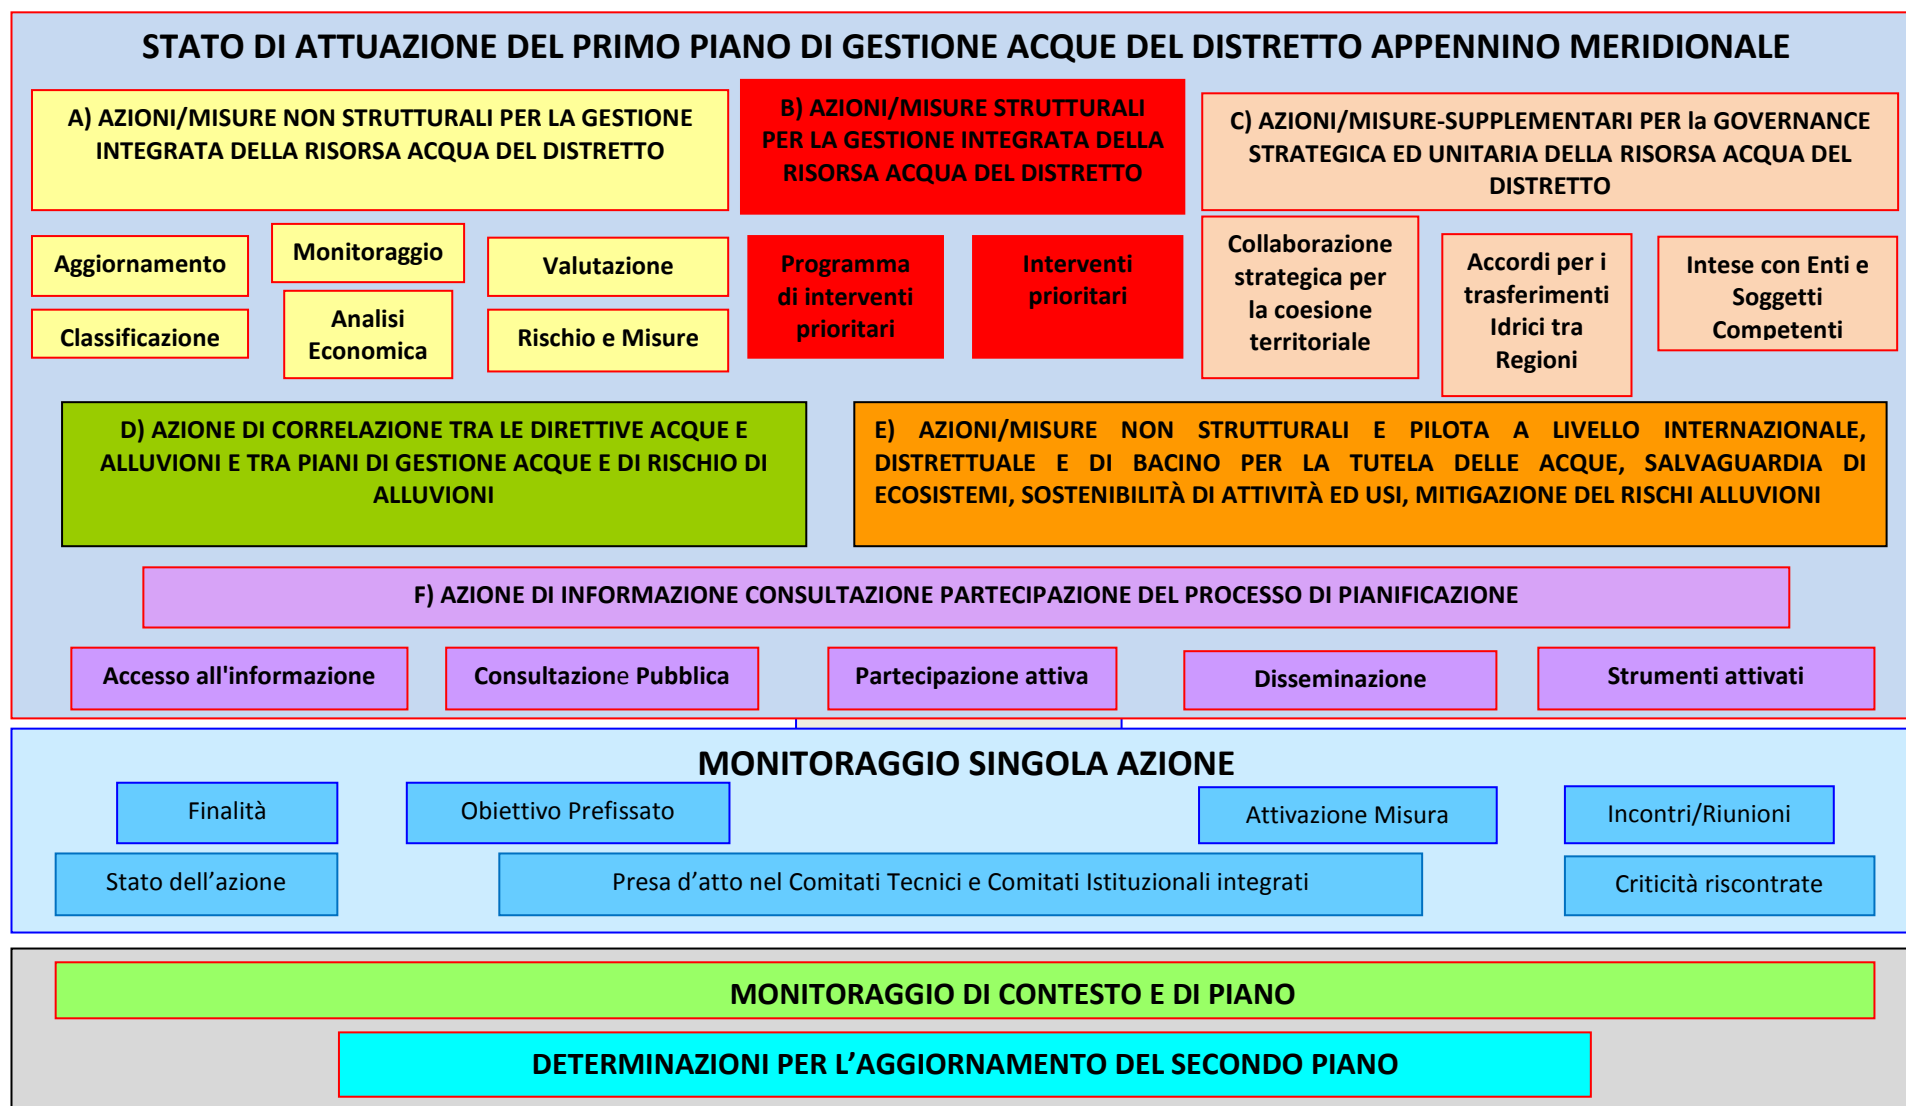 STATO DI ATTUAZIONE DEL PRIMO PIANO DI GESTIONE ACQUE DEL DISTRETTO APPENNINO MERIDIONALE
A) AZIONI/MISURE NON STRUTTURALI PER LA GESTIONE
INTEGRATA DELLA RISORSA ACQUA DEL DISTRETTO
B) AZIONI/MISURE STRUTTURALI
PER LA GESTIONE INTEGRATA DELLA
RISORSA ACQUA DEL DISTRETTO
C) AZIONI/MISURE-SUPPLEMENTARI PER la GOVERNANCE
STRATEGICA ED UNITARIA DELLA RISORSA ACQUA DEL
DISTRETTO
Aggiornamento
Monitoraggio
Valutazione
Classificazione
Analisi
Economica
Rischio e Misure
Programma
di interventi
prioritari
Interventi
prioritari
Collaborazione
strategica per
la coesione
territoriale
Accordi per i
trasferimenti
Idrici tra
Regioni
Intese con Enti e
Soggetti
Competenti
D) AZIONE DI CORRELAZIONE TRA LE DIRETTIVE ACQUE E
ALLUVIONI E TRA PIANI DI GESTIONE ACQUE E DI RISCHIO DI
ALLUVIONI
E) AZIONI/MISURE NON STRUTTURALI E PILOTA A LIVELLO INTERNAZIONALE,
DISTRETTUALE E DI BACINO PER LA TUTELA DELLE ACQUE, SALVAGUARDIA DI
ECOSISTEMI, SOSTENIBILITÀ DI ATTIVITÀ ED USI, MITIGAZIONE DEL RISCHI ALLUVIONI
F) AZIONE DI INFORMAZIONE CONSULTAZIONE PARTECIPAZIONE DEL PROCESSO DI PIANIFICAZIONE
Accesso all'informazione
Consultazione Pubblica
Partecipazione attiva
Disseminazione
Strumenti attivati
MONITORAGGIO SINGOLA AZIONE
Finalità
Obiettivo Prefissato
Attivazione Misura
Incontri/Riunioni
Stato dell’azione
Presa d’atto nel Comitati Tecnici e Comitati Istituzionali integrati
Criticità riscontrate
MONITORAGGIO DI CONTESTO E DI PIANO
DETERMINAZIONI PER L’AGGIORNAMENTO DEL SECONDO PIANO